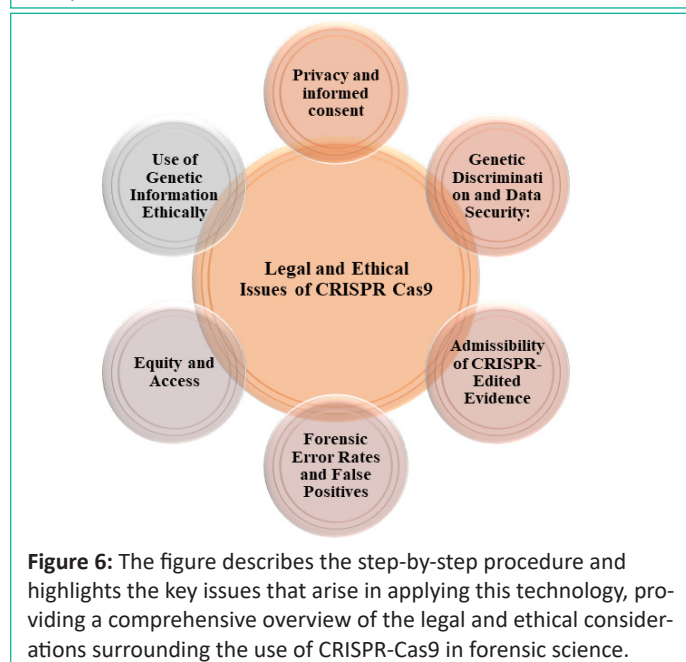 Privacy and
informed
consent
Use of
Genetic
Information
Ethically
Genetic
Discriminati
on and Data
Security:
Legal and Ethical
Issues of CRISPR Cas9
Equity and
Access
Admissibility
of CRISPR-
Edited
Evidence
Forensic
Error Rates
and False
Positives
Figure 6: The figure describes the step-by-step procedure and
highlights the key issues that arise in applying this technology, pro-
viding a comprehensive overview of the legal and ethical consider-
ations surrounding the use of CRISPR-Cas9 in forensic science.